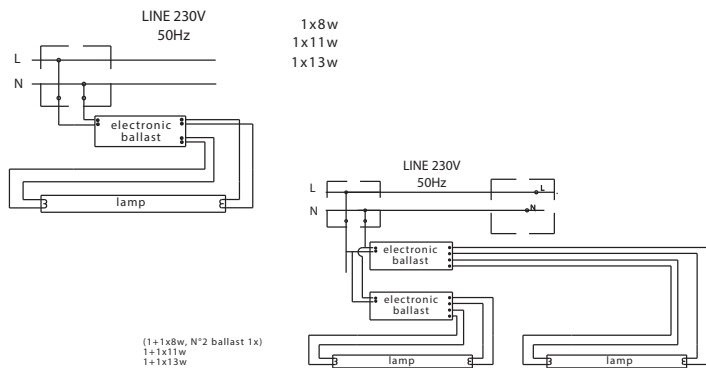 LINE 230V
50Hz
1x8w
1x11w
1x13w
L
N
electronic
ballast
lamp
LINE 230V
50Hz
L
L
N
N
electronic
ballast
electronic
ballast
(1+1x8w, N°2 ballast 1x)
1+1x11w
1+1x13w
lamp
lamp